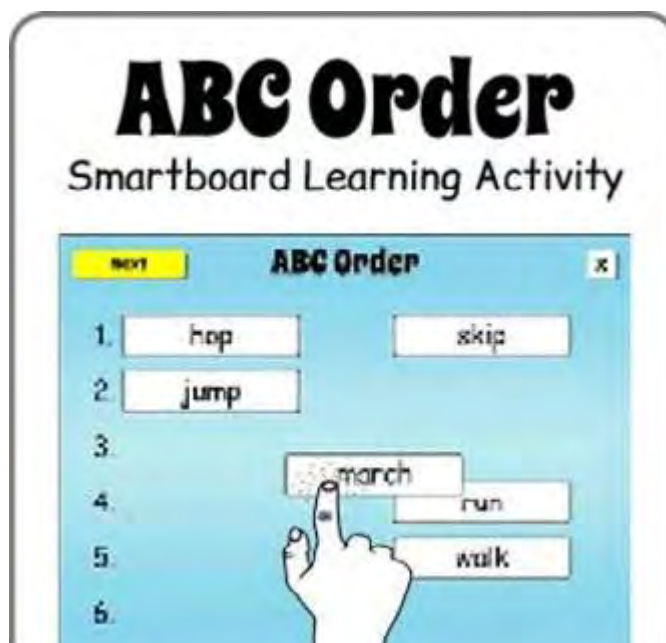 ABC Order
Smartboard Learning Activity
NEXT ABC Order X
1. hop skip
2. jump
3. march
4. run
5. walk
6.